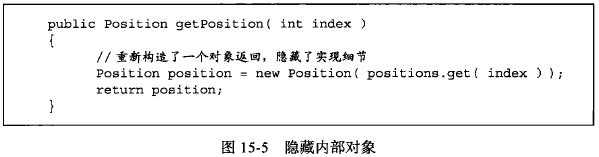 public Position getPosition( int index )
{
// 重新构造了一个对象返回，隐藏了实现细节
Position position = new Position( positions.get( index ) );
return position;
}
图 15-5 隐藏内部对象